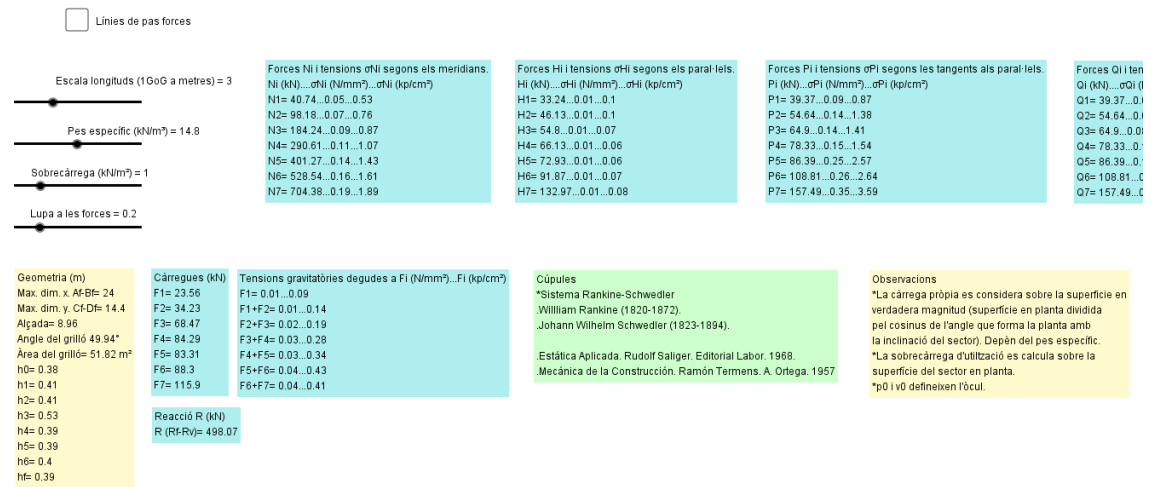 Línies de pas forces
Escala longituds (1GoG a metres) = 3
Pes específic (kN/m³) = 14.8
Sobrecàrrega (kN/m²) = 1
Lupa a les forces = 0.2
Forces Ni i tensions σNi segons els meridians.
Ni (kN)....σNi (N/mm²)...σNi (kp/cm²)
N1= 40.74...0.05...0.53
N2= 98.18...0.07...0.76
N3= 184.24...0.09...0.87
N4= 290.61...0.11...1.07
N5= 401.27...0.14...1.43
N6= 528.54...0.16...1.61
N7= 704.38...0.19...1.89
Forces Hi i tensions σHi segons els paral·lels.
Hi (kN)...σHi (N/mm²)...σHi (kp/cm²)
H1= 33.24...0.01...0.1
H2= 46.13...0.01...0.1
H3= 54.8...0.01...0.07
H4= 66.13...0.01...0.06
H5= 72.93...0.01...0.06
H6= 91.87...0.01...0.07
H7= 132.97...0.01...0.08
Forces Pi i tensions σPi segons les tangents als paral·lels.
Pi (kN)...σPi (N/mm²)...σPi (kp/cm²)
P1= 39.37...0.09...0.87
P2= 54.64...0.14...1.38
P3= 64.9...0.14...1.41
P4= 78.33...0.15...1.54
P5= 86.39...0.25...2.57
P6= 108.81...0.26...2.64
P7= 157.49...0.35...3.59
Forces Qi i ten
Qi (kN)....σQi (
Q1= 39.37...0.
Q2= 54.64...0.
Q3= 64.9...0.0
Q4= 78.33...0.
Q5= 86.39...0.
Q6= 108.81...0
Q7= 157.49...0
Geometria (m)
Max. dim. x. Af-Bf= 24
Max. dim. y. Cf-Df= 14.4
Alçada= 8.96
Angle del grilló 49.94°
Àrea del grilló= 51.82 m²
h0= 0.38
h1= 0.41
h2= 0.41
h3= 0.53
h4= 0.39
h5= 0.39
h6= 0.4
hf= 0.39
Càrregues (kN)
F1= 23.56
F2= 34.23
F3= 68.47
F4= 84.29
F5= 83.31
F6= 88.3
F7= 115.9
Reacció R (kN)
R (Rf-Rv)= 498.07
Tensions gravitatòries degudes a Fi (N/mm²)...Fi (kp/cm²)
F1= 0.01...0.09
F1+F2= 0.01...0.14
F2+F3= 0.02...0.19
F3+F4= 0.03...0.28
F4+F5= 0.03...0.34
F5+F6= 0.04...0.43
F6+F7= 0.04...0.41
Cúpules
*Sistema Rankine-Schwedler
.Willliam Rankine (1820-1872).
.Johann Wilhelm Schwedler (1823-1894).
.Estática Aplicada. Rudolf Saliger. Editorial Labor. 1968.
.Mecánica de la Construcción. Ramón Termens. A. Ortega. 1957
Observacions
*La càrrega pròpia es considera sobre la superfície en
verdadera magnitud (superfície en planta dividida
pel cosinus de l'angle que forma la planta amb
la inclinació del sector). Depèn del pes específic.
*La sobrecàrrega d'utiltzació es calcula sobre la
superfície del sector en planta.
*p0 i v0 defineixen l'òcul.